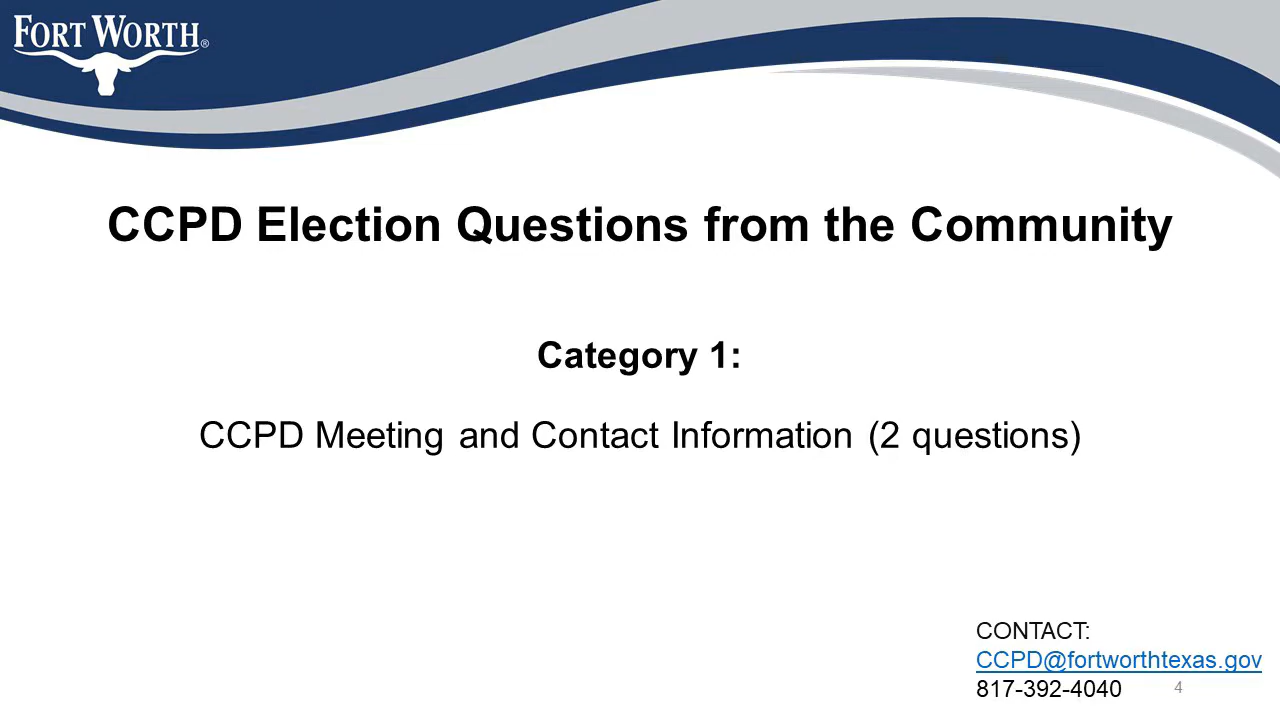 FORT WORTH®
CCPD Election Questions from the Community
Category 1:
CCPD Meeting and Contact Information (2 questions)
CONTACT:
CCPD@fortworthtexas.gov
817-392-4040
4